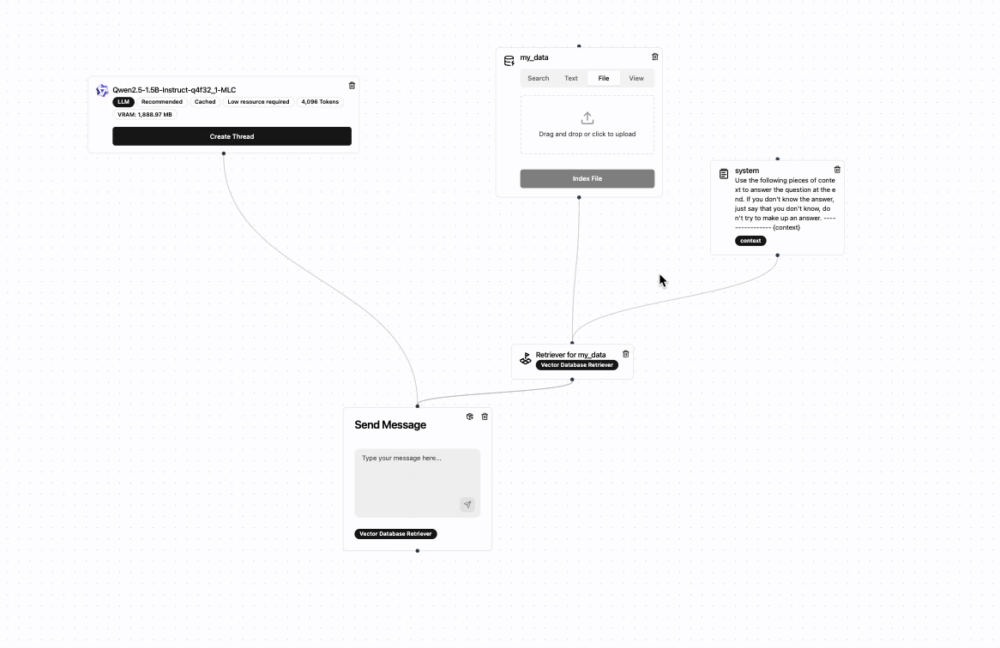 Qwen2.5-1.5B-Instruct-q4f32_1-MLC
LLM Recommended Cached Low resource required 4,096 Tokens
VRAM: 1,888.97 MB
Create Thread
my_data
Search Text File View
Drag and drop or click to upload
Index File
system
Use the following pieces of conte
xt to answer the question at the e
nd. If you don't know the answer,
just say that you don't know, do
n't try to make up an answer. ----
-------------- {context}
context
Retriever for my_data
Vector Database Retriever
Send Message
Type your message here...
Vector Database Retriever